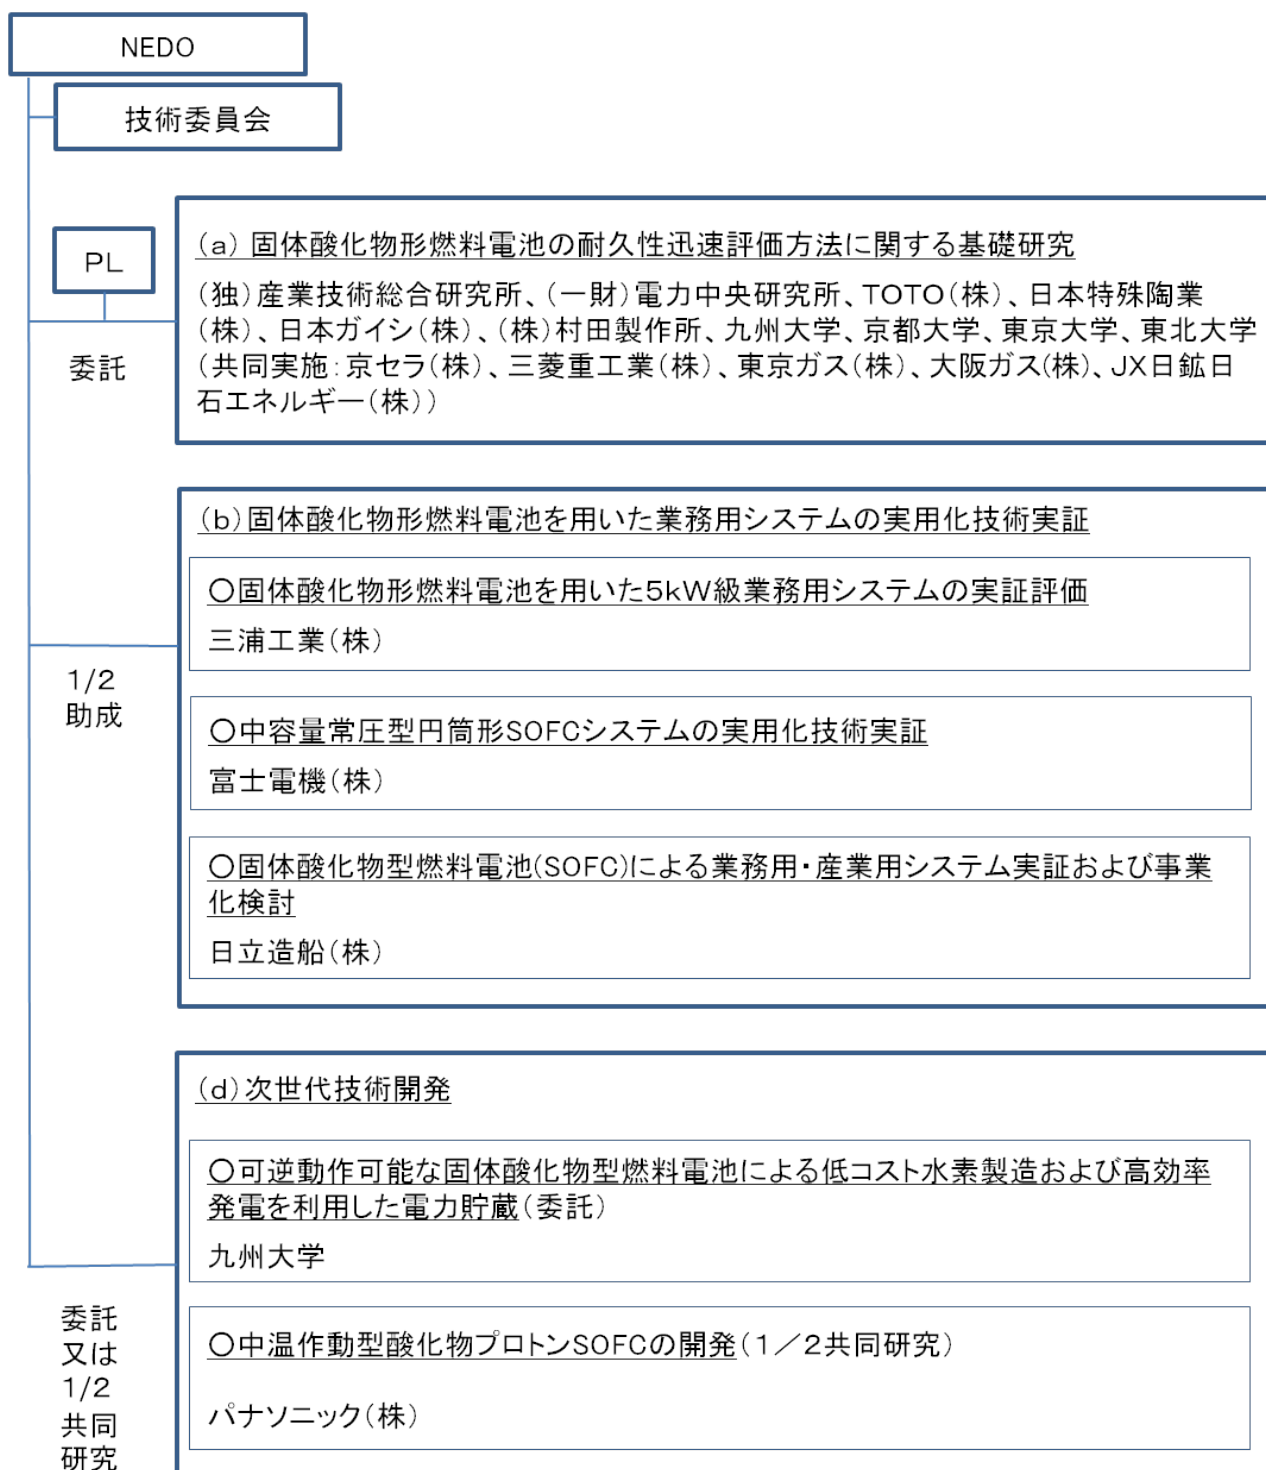 NEDO
技術委員会
PL
委託
(a) 固体酸化物形燃料電池の耐久性迅速評価方法に関する基礎研究
(独)産業技術総合研究所、(一財)電力中央研究所、TOTO(株)、日本特殊陶業
(株)、日本ガイシ(株)、(株)村田製作所、九州大学、京都大学、東京大学、東北大学
(共同実施:京セラ(株)、三菱重工業(株)、東京ガス(株)、大阪ガス(株)、JX日鉱日
石エネルギー(株))
1/2
助成
(b)固体酸化物形燃料電池を用いた業務用システムの実用化技術実証
〇固体酸化物形燃料電池を用いた5kW級業務用システムの実証評価
三浦工業(株)
〇中容量常圧型円筒形SOFCシステムの実用化技術実証
富士電機(株)
〇固体酸化物型燃料電池(SOFC)による業務用・産業用システム実証および事業
化検討
日立造船(株)
委託
又は
1/2
共同
研究
(d)次世代技術開発
〇可逆動作可能な固体酸化物型燃料電池による低コスト水素製造および高効率
発電を利用した電力貯蔵(委託)
九州大学
〇中温作動型酸化物プロトンSOFCの開発(1/2共同研究)
パナソニック(株)